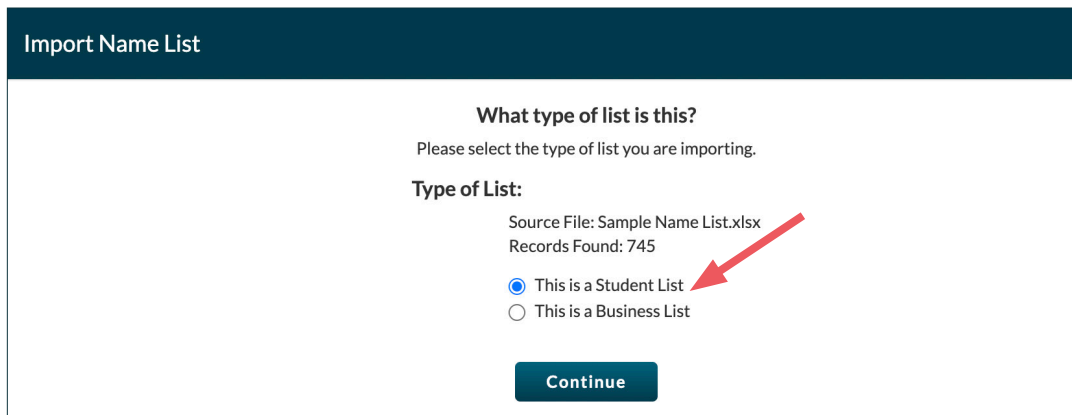 Import Name List
What type of list is this?
Please select the type of list you are importing.
Type of List:
Source File: Sample Name List.xlsx
Records Found: 745
This is a Student List
This is a Business List
Continue